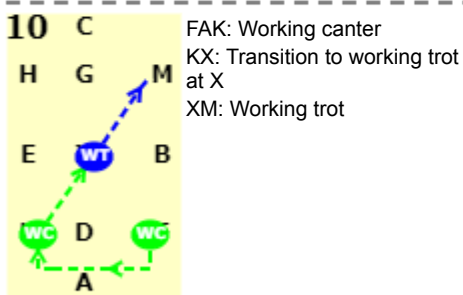 10 C
FAK: Working canter
KX: Transition to working trot
at X
XM: Working trot
H G M
E WT B
WC D WC
A